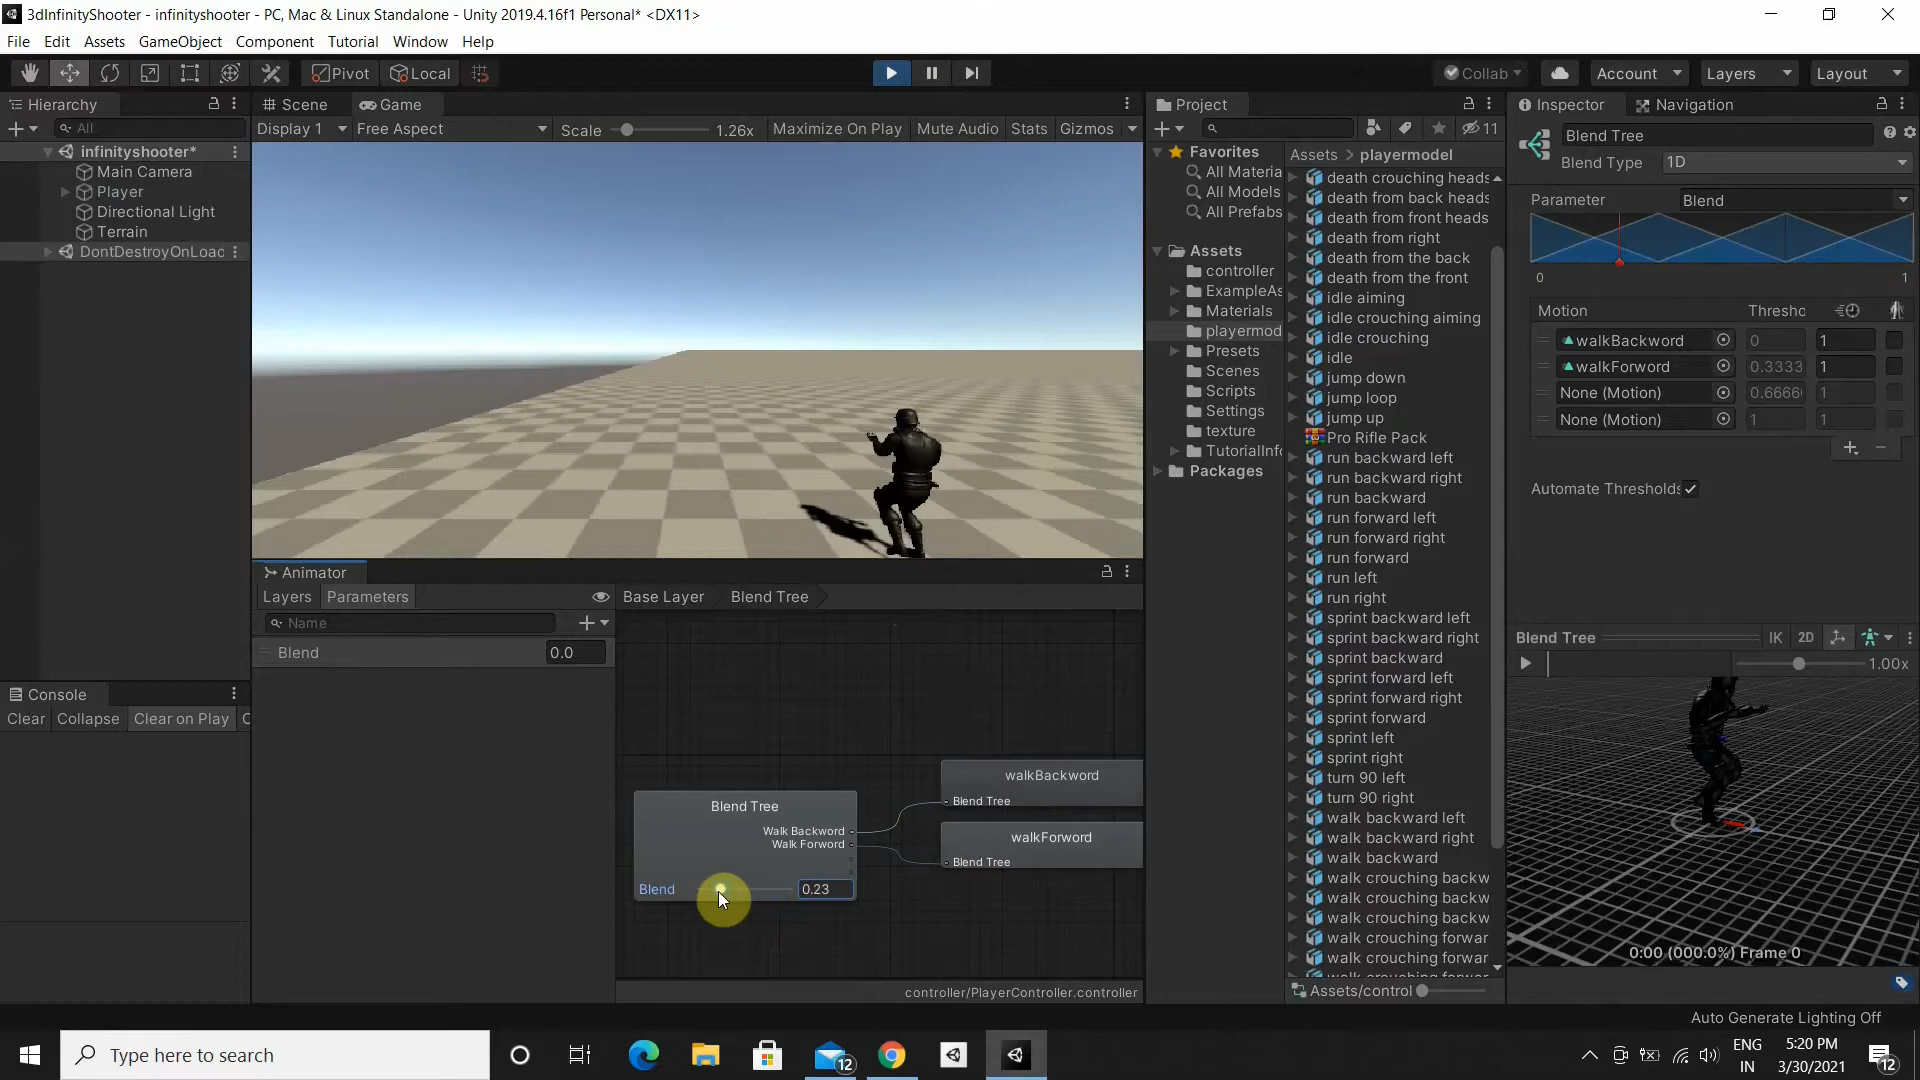 3dInfinityShooter - infinityshooter - PC, Mac & Linux Standalone - Unity 2019.4.16f1 Personal* <DX11>
File Edit Assets GameObject Component Tutorial Window Help
Pivot Local Collab Account Layers Layout
Hierarchy
All
infinityshooter*
Main Camera
Player
Directional Light
Terrain
DontDestroyOnLoad
Console
Clear Collapse Clear on Play
Scene Game
Display 1 Free Aspect Scale 1.26x Maximize On Play Mute Audio Stats Gizmos
Animator
Layers Parameters Base Layer Blend Tree
Name
Blend 0.0
Blend Tree
Walk Backword
Walk Forword
Blend 0.23
walkBackword
Blend Tree
walkForword
Blend Tree
controller/PlayerController.controller
Project
11
Favorites
All Materia
All Models
All Prefabs
Assets
controller
ExampleAs
Materials
playermod
Presets
Scenes
Scripts
Settings
texture
TutorialInfo
Packages
Assets > playermodel
death crouching heads
death from back heads
death from front heads
death from right
death from the back
death from the front
idle aiming
idle crouching aiming
idle crouching
idle
jump down
jump loop
jump up
Pro Rifle Pack
run backward left
run backward right
run backward
run forward left
run forward right
run forward
run left
run right
sprint backward left
sprint backward right
sprint backward
sprint forward left
sprint forward right
sprint forward
sprint left
sprint right
turn 90 left
turn 90 right
walk backward left
walk backward right
walk backward
walk crouching backw
walk crouching backw
walk crouching backw
walk crouching forwar
walk crouching forwar
Assets/control
Inspector Navigation
Blend Tree
Blend Type 1D
Parameter Blend
0 1
Motion Thresho
walkBackword 0 1
walkForword 0.3333 1
None (Motion) 0.6666 1
None (Motion) 1 1
Automate Thresholds
Blend Tree IK 2D
1.00x
0:00 (000.0%) Frame 0
Auto Generate Lighting Off
Type here to search
12
ENG
IN
5:20 PM
3/30/2021
12